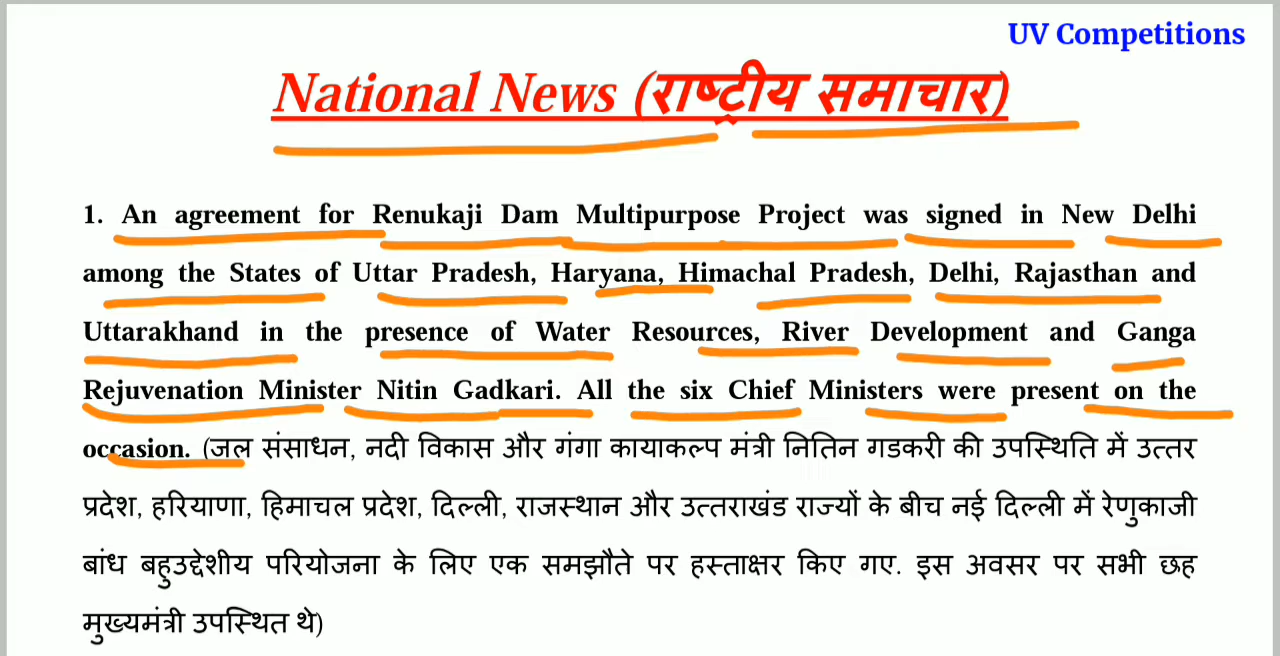 UV Competitions
National News (राष्ट्रीय समाचार)
1. An agreement for Renukaji Dam Multipurpose Project was signed in New Delhi
among the States of Uttar Pradesh, Haryana, Himachal Pradesh, Delhi, Rajasthan and
Uttarakhand in the presence of Water Resources, River Development and Ganga
Rejuvenation Minister Nitin Gadkari. All the six Chief Ministers were present on the
occasion. (जल संसाधन, नदी विकास और गंगा कायाकल्प मंत्री नितिन गडकरी की उपस्थिति में उत्तर
प्रदेश, हरियाणा, हिमाचल प्रदेश, दिल्ली, राजस्थान और उत्तराखंड राज्यों के बीच नई दिल्ली में रेणुकाजी
बांध बहुउद्देशीय परियोजना के लिए एक समझौते पर हस्ताक्षर किए गए. इस अवसर पर सभी छह
मुख्यमंत्री उपस्थित थे)